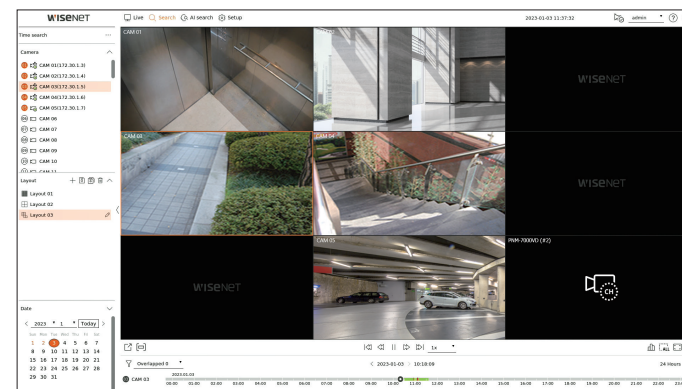 WISENET
Live Search AI search Setup
2023-01-03 11:37:32
admin
Time search
Camera
CAM 01(172.30.1.3)
CAM 02(172.30.1.4)
CAM 03(172.30.1.5)
CAM 04(172.30.1.6)
CAM 05(172.30.1.7)
06 CAM 06
07 CAM 07
08 CAM 08
09 CAM 09
10 CAM 10
CAM 11
Layout
Layout 01
Layout 02
Layout 03
Date
2023 1 Today
Sun Mon Tue Wed Thu Fri Sat
1 2 3 4 5 6 7
8 9 10 11 12 13 14
15 16 17 18 19 20 21
22 23 24 25 26 27 28
29 30 31
CAM 01
WISENET
CAM 03
CAM 04
WISENET
WISENET
CAM 05
PNM-7000VD (#2)
CH
1x
ALL
Overlapped 0
2023-01-03 10:18:08
24 Hours
CAM 03
2023.01.03
00:00 01:00 02:00 03:00 04:00 05:00 06:00 07:00 08:00 09:00 10:00 11:00 12:00 13:00 14:00 15:00 16:00 17:00 18:00 19:00 20:00 21:00 22:00